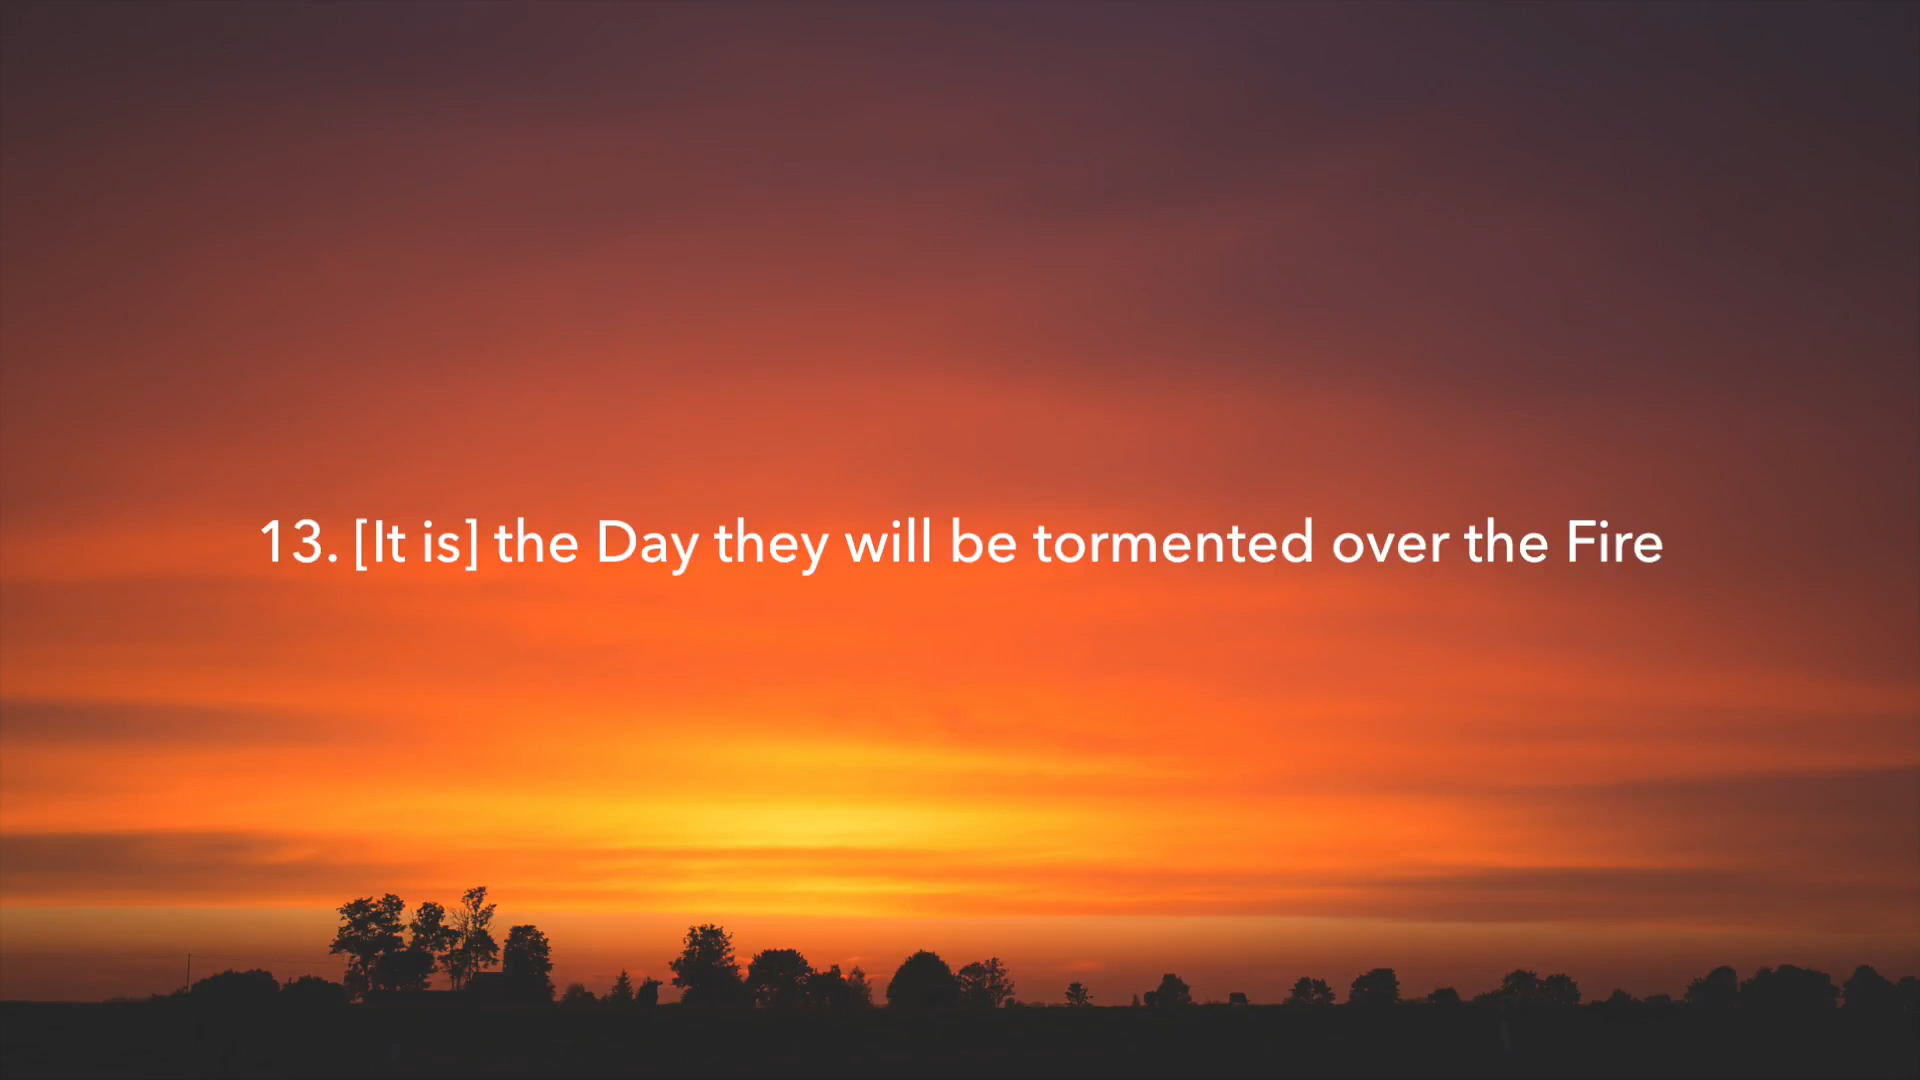 13. [It is] the Day they will be tormented over the Fire